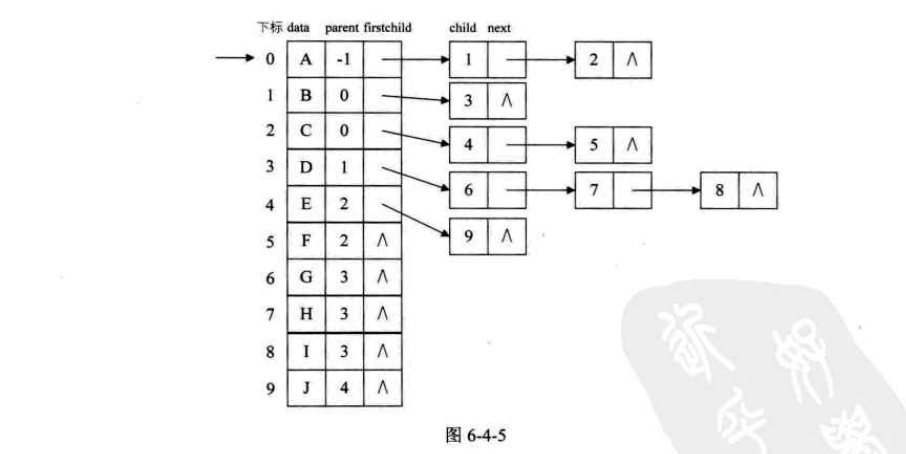 下标 data parent firstchild child next
0 A -1 1 2 ∧
1 B 0 3 ∧
2 C 0 4 5 ∧
3 D 1 6 7 8 ∧
4 E 2 9 ∧
5 F 2 ∧
6 G 3 ∧
7 H 3 ∧
8 I 3 ∧
9 J 4 ∧
图 6-4-5